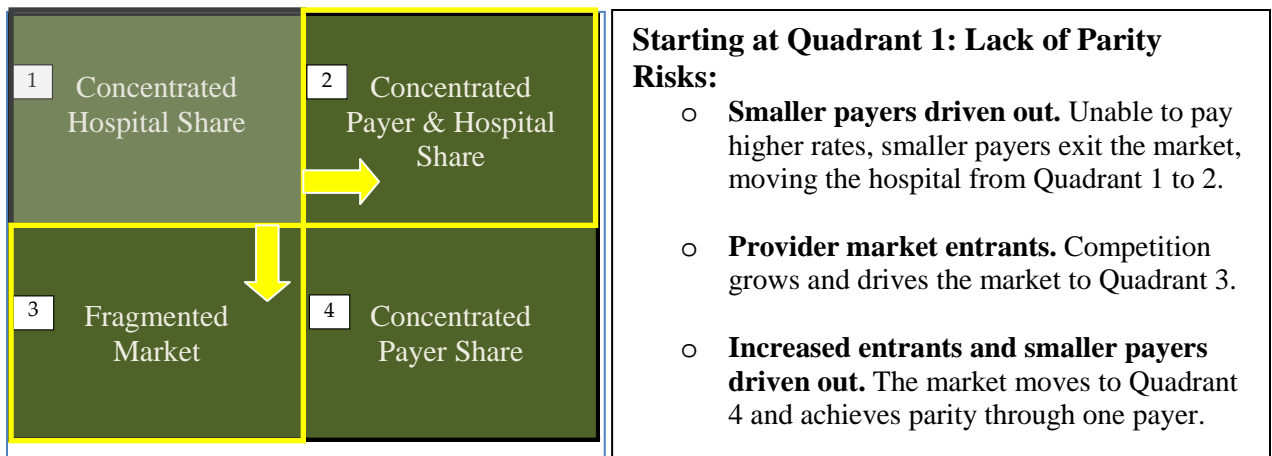 1
Concentrated
Hospital Share
2
Concentrated
Payer & Hospital
Share
3
Fragmented
Market
4
Concentrated
Payer Share
Starting at Quadrant 1: Lack of Parity
Risks:
o Smaller payers driven out. Unable to pay
higher rates, smaller payers exit the market,
moving the hospital from Quadrant 1 to 2.
o Provider market entrants. Competition
grows and drives the market to Quadrant 3.
o Increased entrants and smaller payers
driven out. The market moves to Quadrant
4 and achieves parity through one payer.